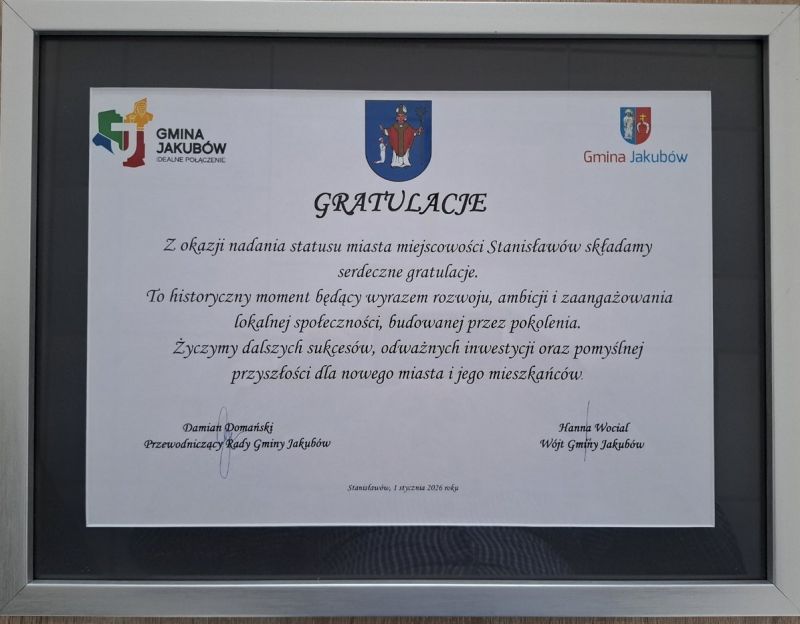 GMINA
JAKUBÓW
IDEALNE POŁĄCZENIE
Gmina Jakubów
GRATULACJE
Z okazji nadania statusu miasta miejscowości Stanisławów składamy
serdeczne gratulacje.
To historyczny moment będący wyrazem rozwoju, ambicji i zaangażowania
lokalnej społeczności, budowanej przez pokolenia.
Życzymy dalszych sukcesów, odważnych inwestycji oraz pomyślnej
przyszłości dla nowego miasta i jego mieszkańców.
Damian Domański
Przewodniczący Rady Gminy Jakubów
Hanna Wocial
Wójt Gminy Jakubów
Stanisławów, 1 stycznia 2026 roku